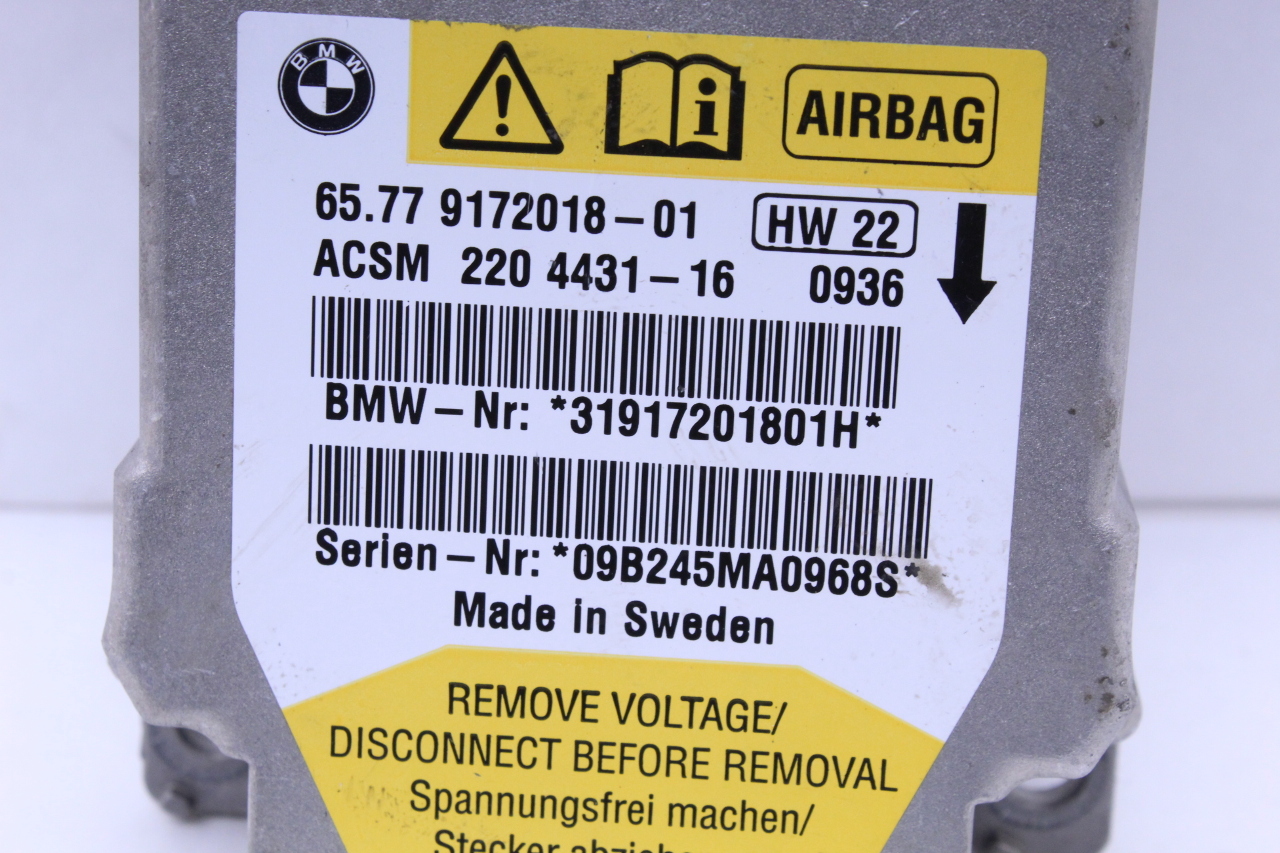 BMW
AIRBAG
65.77 9172018-01 HW 22
ACSM 220 4431-16 0936
BMW-Nr: *31917201801H*
Serien-Nr: *09B245MA0968S*
Made in Sweden
REMOVE VOLTAGE/
DISCONNECT BEFORE REMOVAL
Spannungsfrei machen/
Stecker